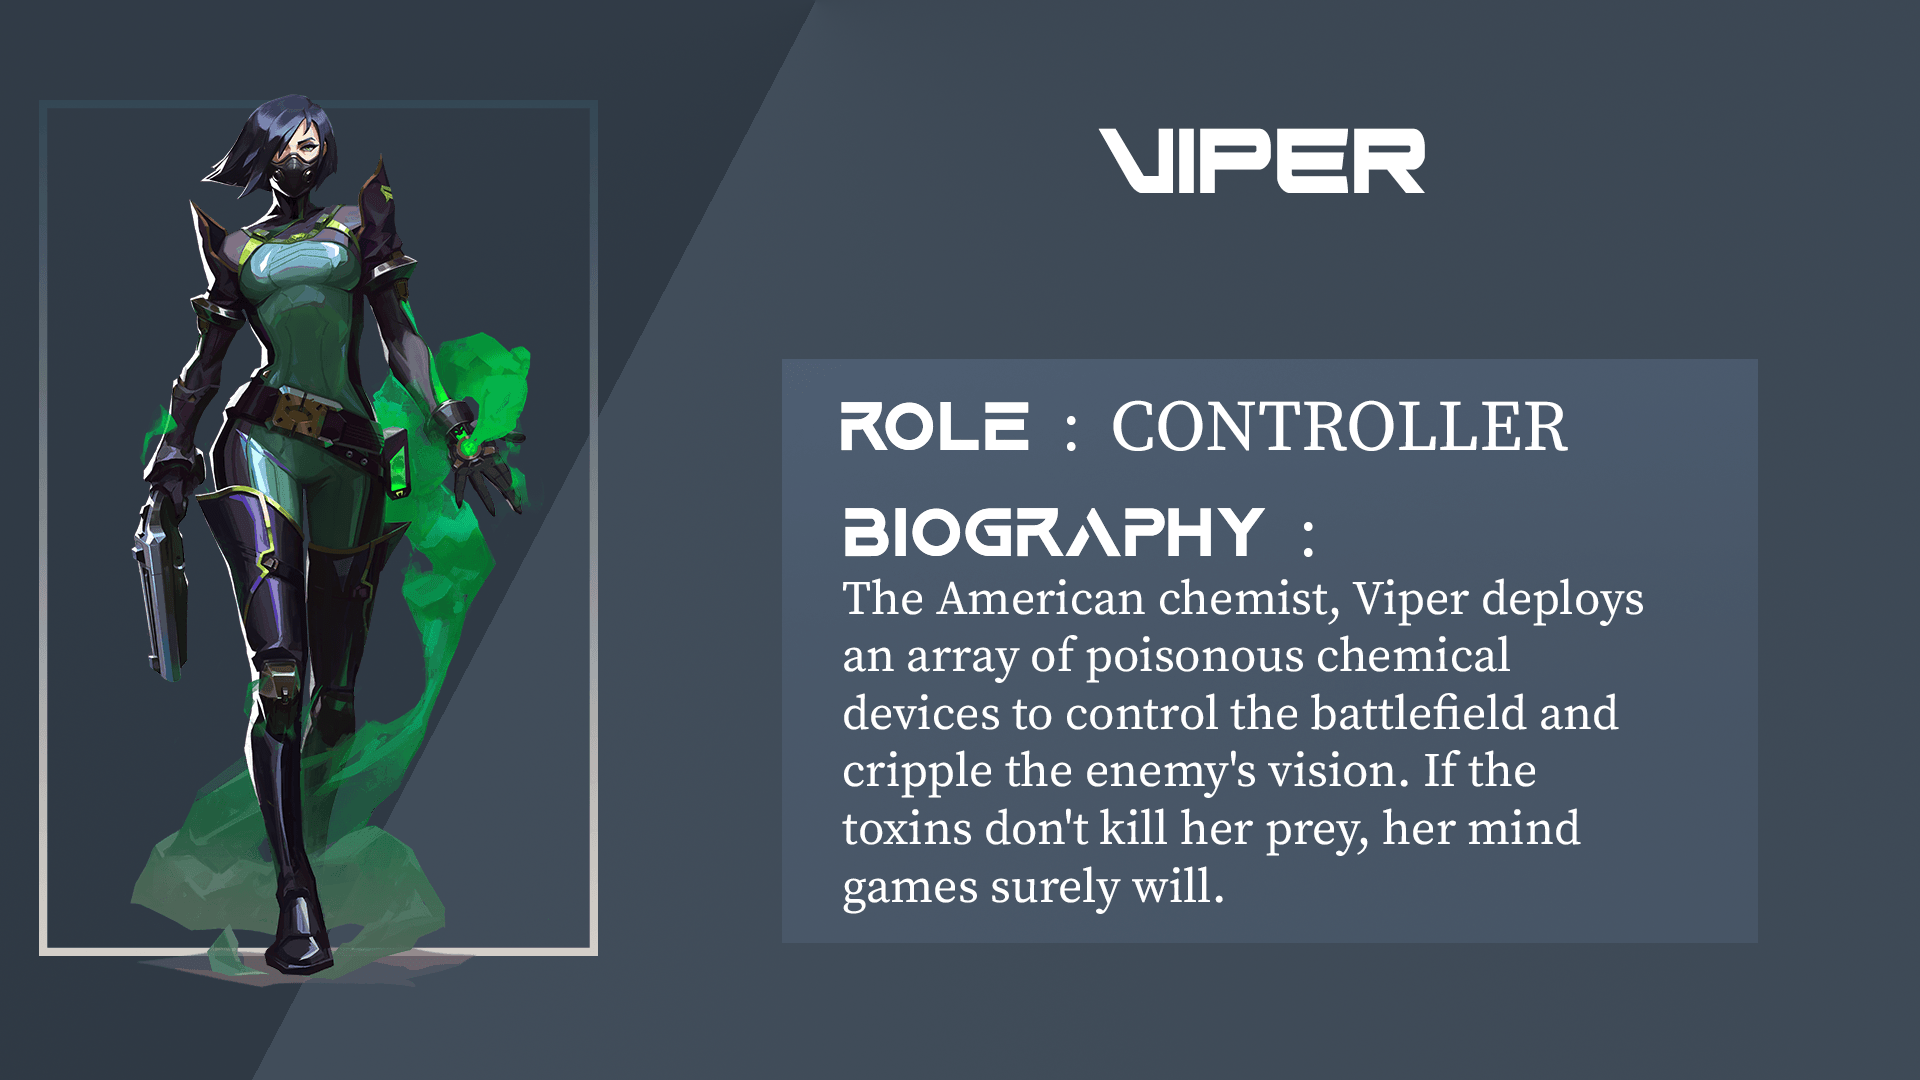 VIPER
ROLE : CONTROLLER
BIOGRAPHY :
The American chemist, Viper deploys
an array of poisonous chemical
devices to control the battlefield and
cripple the enemy's vision. If the
toxins don't kill her prey, her mind
games surely will.